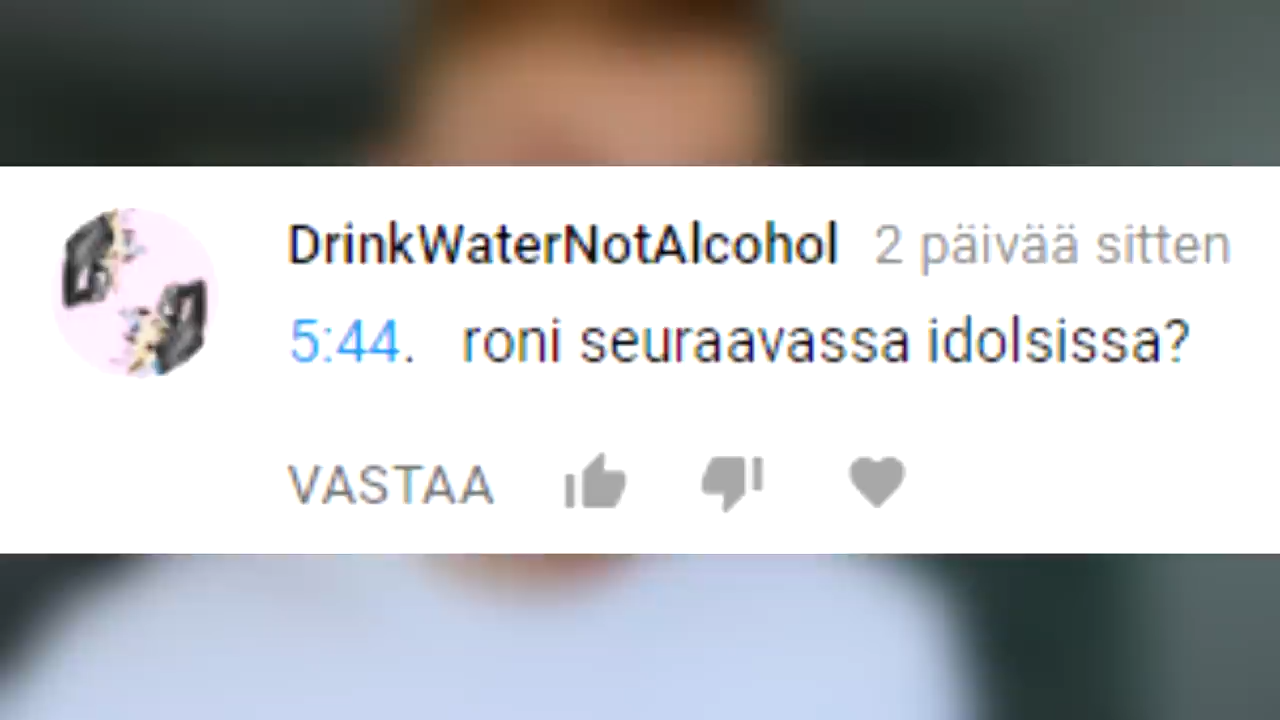 DrinkWaterNotAlcohol 2 päivää sitten
5:44. roni seuraavassa idolsissa?
VASTAA